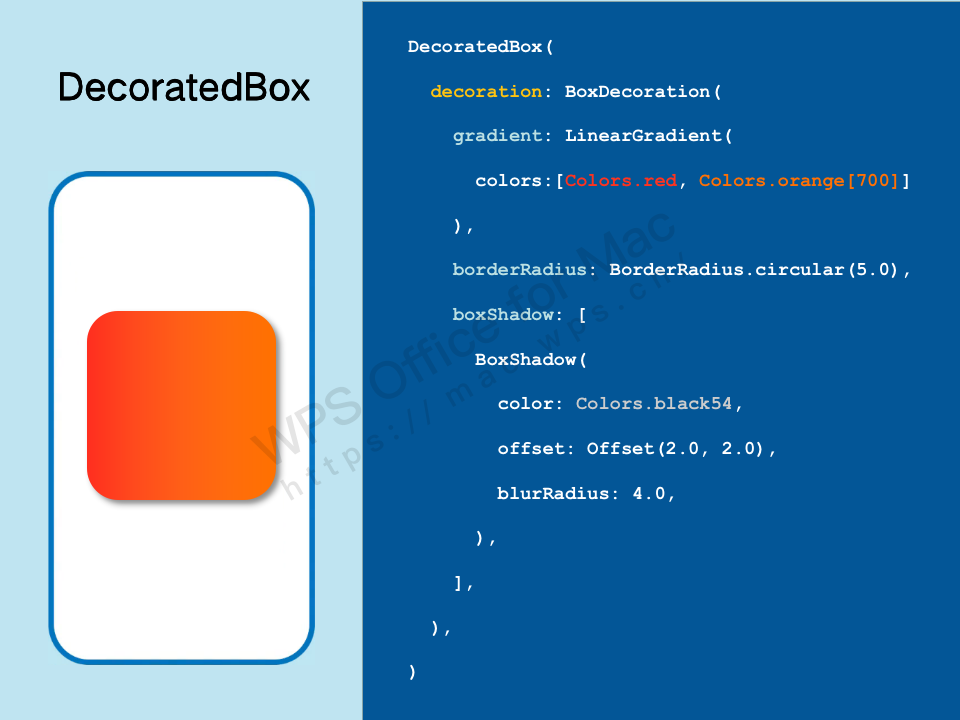 DecoratedBox
DecoratedBox(
decoration: BoxDecoration(
gradient: LinearGradient(
colors:[Colors.red, Colors.orange[700]]
),
borderRadius: BorderRadius.circular(5.0),
boxShadow: [
BoxShadow(
color: Colors.black54,
offset: Offset(2.0, 2.0),
blurRadius: 4.0,
),
],
),
)
WPS Office for Mac
https://mac.wps.cn/